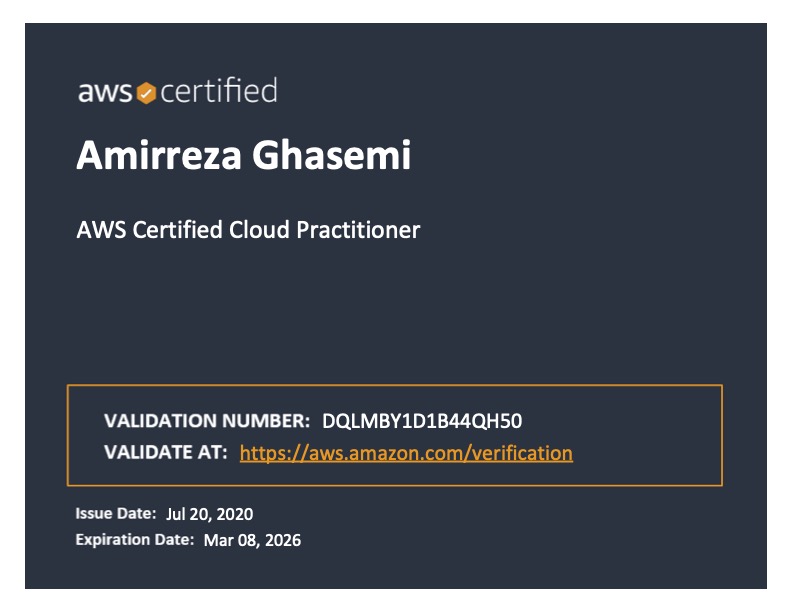 aws certified
Amirreza Ghasemi
AWS Certified Cloud Practitioner
VALIDATION NUMBER: DQLMBY1D1B44QH50
VALIDATE AT: https://aws.amazon.com/verification
Issue Date: Jul 20, 2020
Expiration Date: Mar 08, 2026